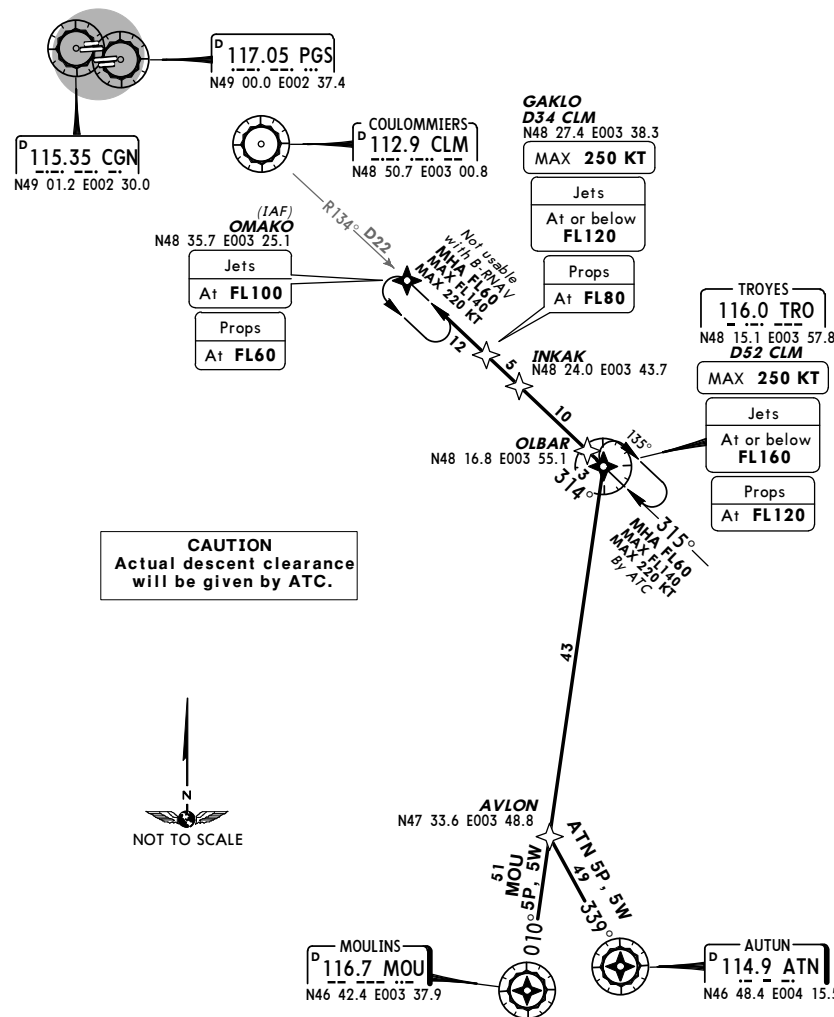 D 117.05 PGS
N49 00.0 E002 37.4
D 115.35 CGN
N49 01.2 E002 30.0
COULOMMIERS
D 112.9 CLM
N48 50.7 E003 00.8
GAKLO
D34 CLM
N48 27.4 E003 38.3
MAX 250 KT
Jets
At or below
FL120
Props
At FL80
R134° D22
(IAF)
OMAKO
N48 35.7 E003 25.1
Jets
At FL100
Props
At FL60
Not usable
with B-RNAV
MHA FL60
MAX FL140
MAX 220 KT
12
5
INKAK
N48 24.0 E003 43.7
10
TROYES
116.0 TRO
N48 15.1 E003 57.8
D52 CLM
MAX 250 KT
Jets
At or below
FL160
Props
At FL120
OLBAR
N48 16.8 E003 55.1
3
314°
135°
315°
MHA FL60
MAX FL140
MAX 220 KT
By ATC
CAUTION
Actual descent clearance
will be given by ATC.
43
N
NOT TO SCALE
AVLON
N47 33.6 E003 48.8
51
MOU
5P, 5W
010°
ATN 5P, 5W
49
339°
MOULINS
D 116.7 MOU
N46 42.4 E003 37.9
AUTUN
D 114.9 ATN
N46 48.4 E004 15.5